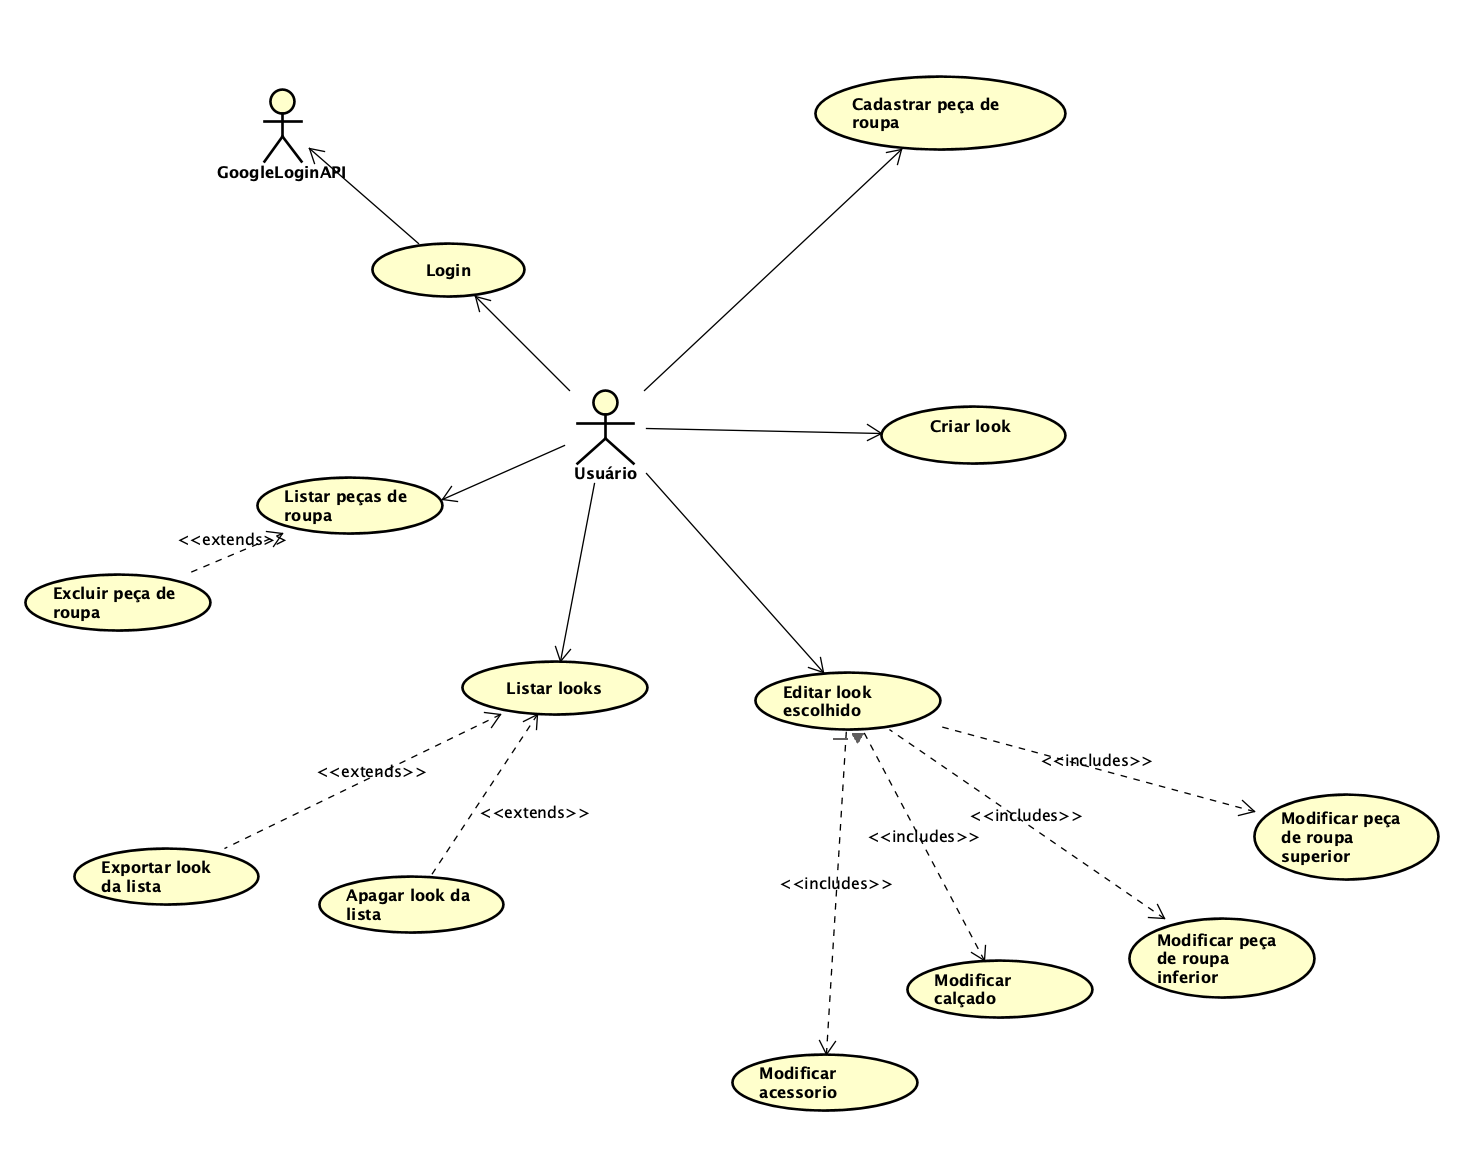 Cadastrar peça de
roupa
GoogleLoginAPI
Login
Criar look
Usuário
Listar peças de
roupa
<<extends>>
Excluir peça de
roupa
Listar looks
Editar look
escolhido
<<extends>>
<<extends>>
<<includes>>
<<includes>>
<<includes>>
<<includes>>
Modificar peça
de roupa
superior
Exportar look
da lista
Apagar look da
lista
Modificar peça
de roupa
inferior
Modificar
calçado
Modificar
acessorio